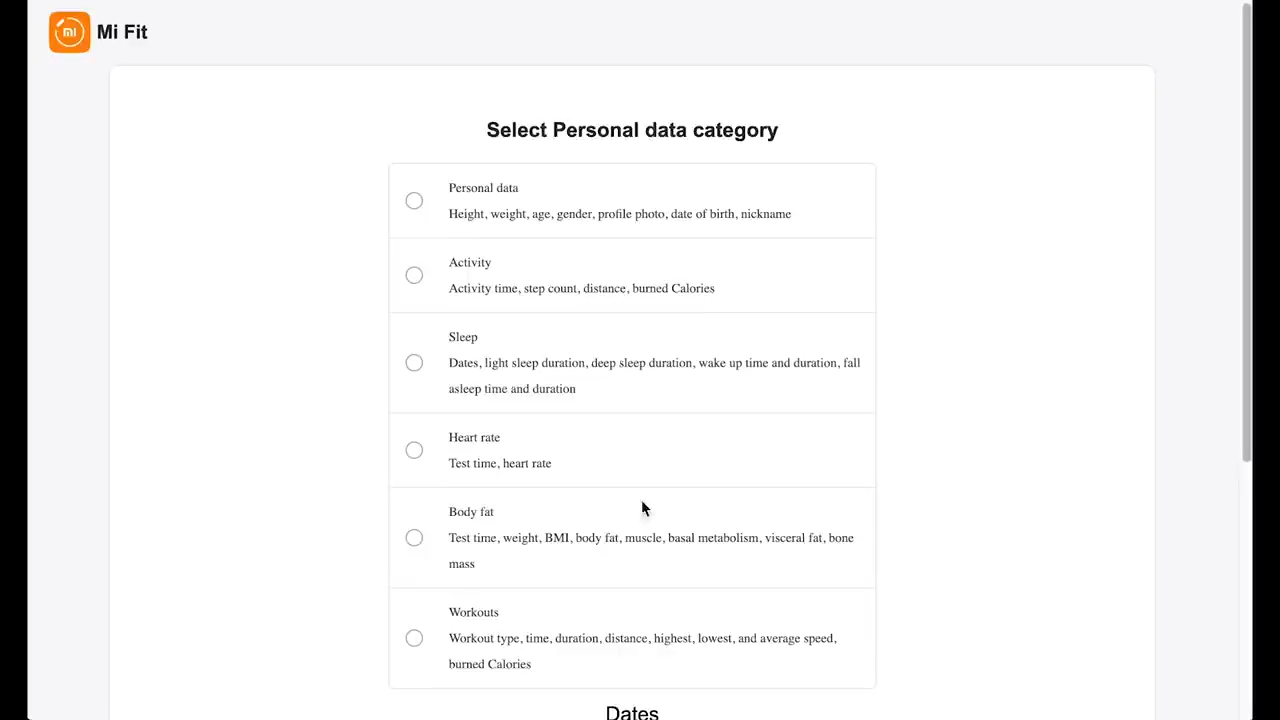 mi
Mi Fit
Select Personal data category
Personal data
Height, weight, age, gender, profile photo, date of birth, nickname
Activity
Activity time, step count, distance, burned Calories
Sleep
Dates, light sleep duration, deep sleep duration, wake up time and duration, fall
asleep time and duration
Heart rate
Test time, heart rate
Body fat
Test time, weight, BMI, body fat, muscle, basal metabolism, visceral fat, bone
mass
Workouts
Workout type, time, duration, distance, highest, lowest, and average speed,
burned Calories
Dates